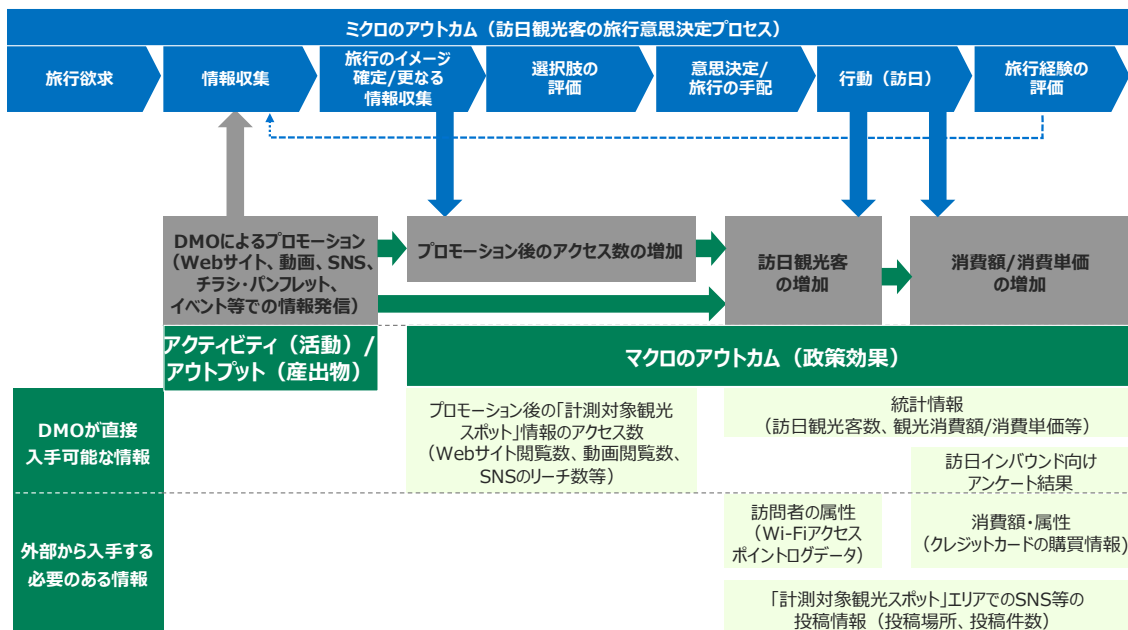 ミクロのアウトカム（訪日観光客の旅行意思決定プロセス）
旅行欲求
情報収集
旅行のイメージ
確定/更なる
情報収集
選択肢の
評価
意思決定/
旅行の手配
行動（訪日）
旅行経験の
評価
DMOによるプロモーション
（Webサイト、動画、SNS、
チラシ・パンフレット、
イベント等での情報発信）
プロモーション後のアクセス数の増加
訪日観光客
の増加
消費額/消費単価
の増加
アクティビティ（活動）/
アウトプット（産出物）
マクロのアウトカム（政策効果）
DMOが直接
入手可能な情報
プロモーション後の「計測対象観光
スポット」情報のアクセス数
（Webサイト閲覧数、動画閲覧数、
SNSのリーチ数等）
統計情報
（訪日観光客数、観光消費額/消費単価等）
訪日インバウンド向け
アンケート結果
外部から入手する
必要のある情報
訪問者の属性
（Wi-Fiアクセス
ポイントログデータ）
消費額・属性
（クレジットカードの購買情報)
「計測対象観光スポット」エリアでのSNS等の
投稿情報（投稿場所、投稿件数）